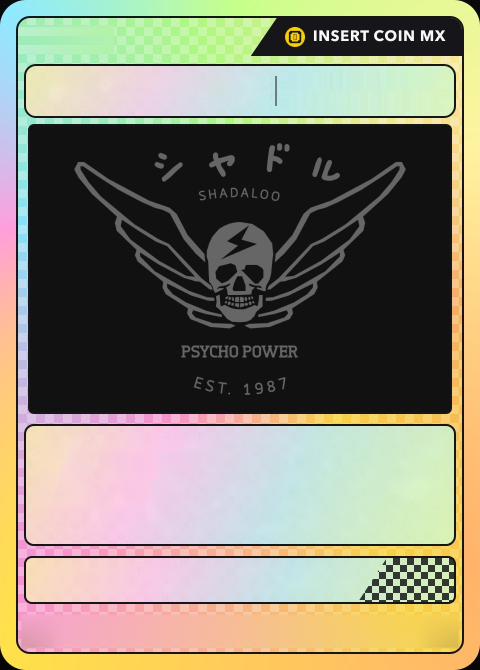 INSERT COIN MX
シャドル
SHADALOO
PSYCHO POWER
EST. 1987